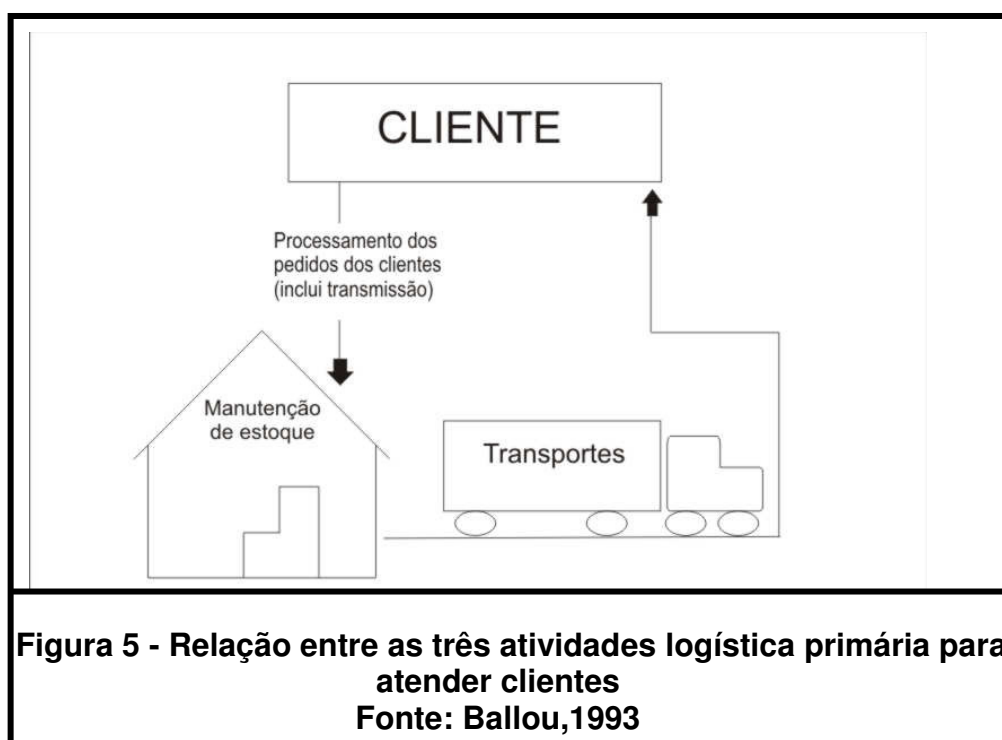 CLIENTE
Processamento dos
pedidos dos clientes
(inclui transmissão)
Manutenção
de estoque
Transportes
Figura 5 - Relação entre as três atividades logística primária para
atender clientes
Fonte: Ballou,1993